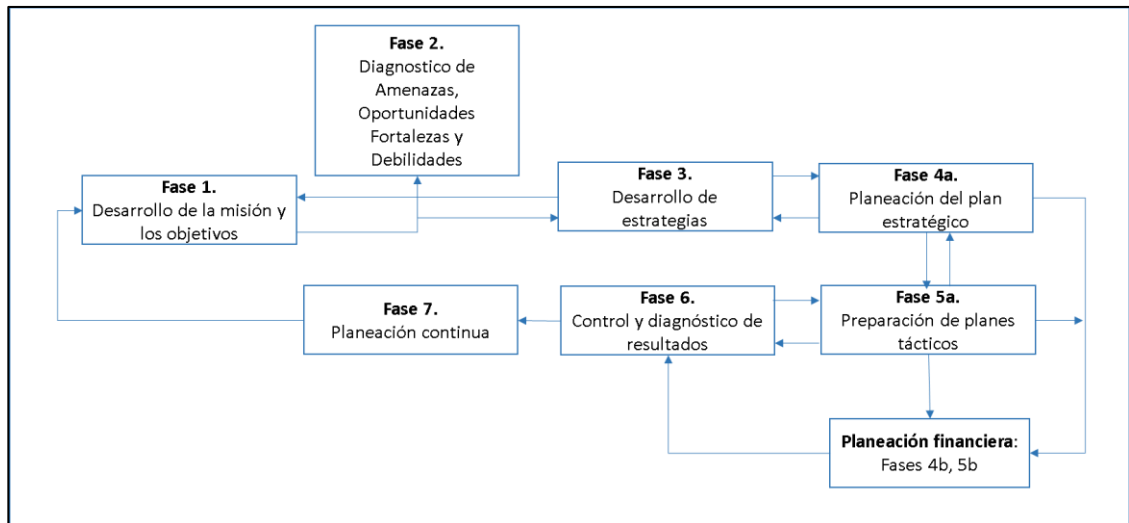 Fase 2.
Diagnostico de
Amenazas,
Oportunidades
Fortalezas y
Debilidades
Fase 1.
Desarrollo de la misión y
los objetivos
Fase 3.
Desarrollo de
estrategias
Fase 4a.
Planeación del plan
estratégico
Fase 7.
Planeación continua
Fase 6.
Control y diagnóstico de
resultados
Fase 5a.
Preparación de planes
tácticos
Planeación financiera:
Fases 4b, 5b